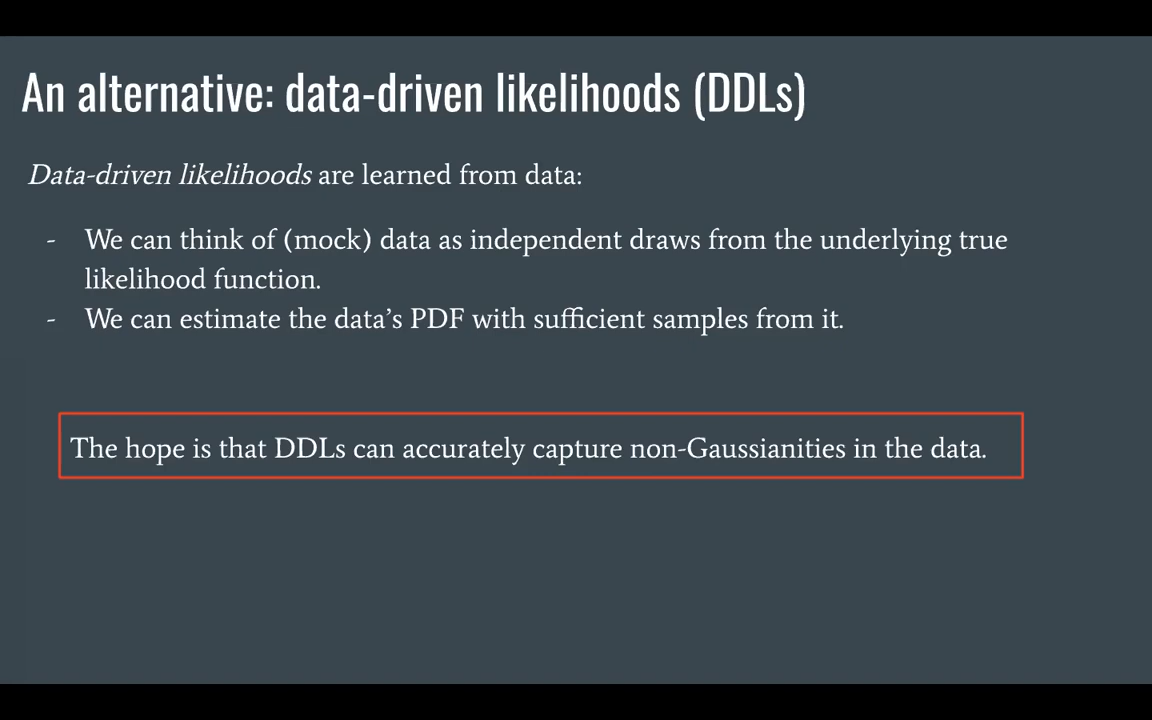 An alternative: data-driven likelihoods (DDLs)
Data-driven likelihoods are learned from data:
- We can think of (mock) data as independent draws from the underlying true
likelihood function.
- We can estimate the data’s PDF with sufficient samples from it.
The hope is that DDLs can accurately capture non-Gaussianities in the data.